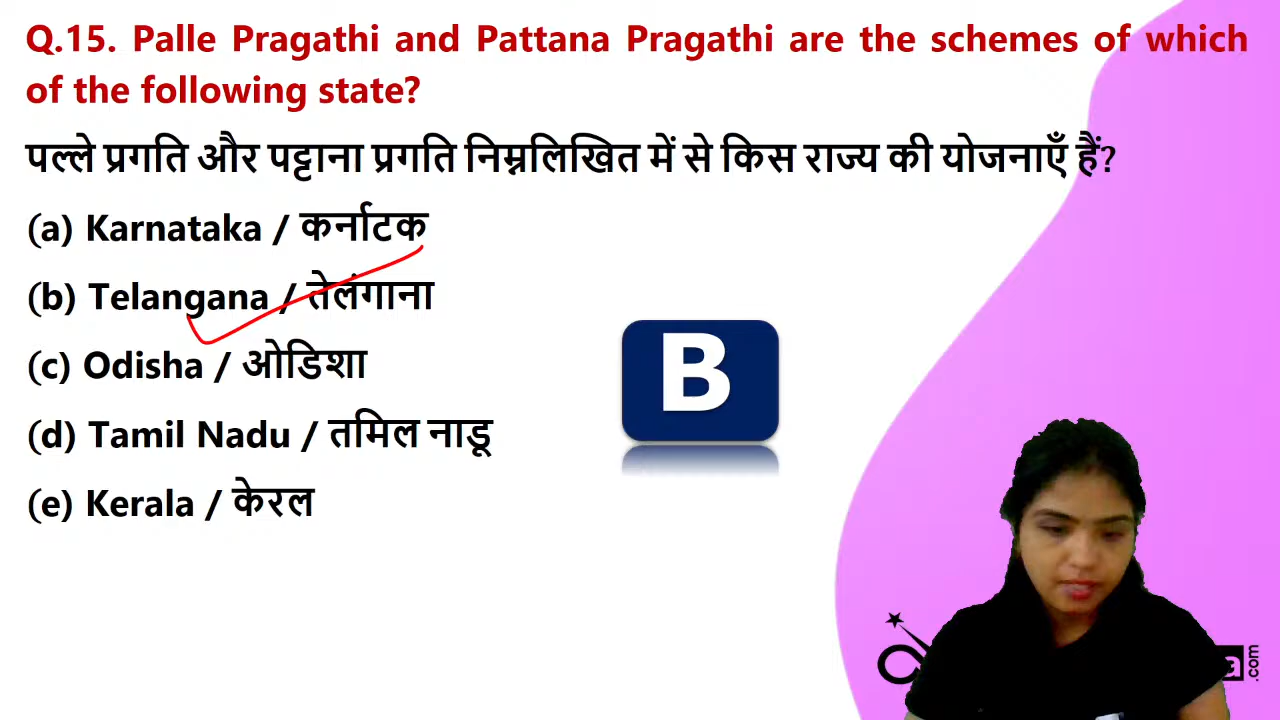 Q.15. Palle Pragathi and Pattana Pragathi are the schemes of which
of the following state?
पल्ले प्रगति और पट्टाना प्रगति निम्नलिखित में से किस राज्य की योजनाएँ हैं?
(a) Karnataka / कर्नाटक
(b) Telangana / तेलंगाना
(c) Odisha / ओडिशा
(d) Tamil Nadu / तमिल नाडू
(e) Kerala / केरल
B
.com